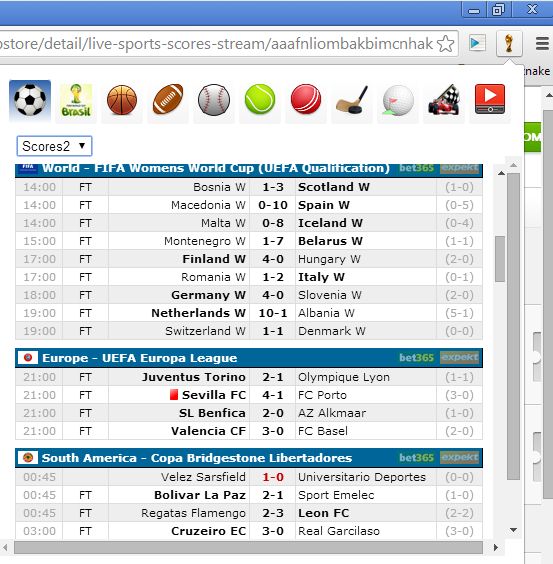 bstore/detail/live-sports-scores-stream/aaafnliombakbimcnhak
nake
BRASIL
OM
Scores2
World - FIFA Womens World Cup (UEFA Qualification) bet365 expekt
14:00 FT Bosnia W 1-3 Scotland W (1-0)
14:00 FT Macedonia W 0-10 Spain W (0-5)
14:00 FT Malta W 0-8 Iceland W (0-4)
15:00 FT Montenegro W 1-7 Belarus W (1-1)
17:00 FT Finland W 4-0 Hungary W (2-0)
17:00 FT Romania W 1-2 Italy W (0-1)
18:00 FT Germany W 4-0 Slovenia W (2-0)
19:00 FT Netherlands W 10-1 Albania W (5-1)
19:00 FT Switzerland W 1-1 Denmark W (0-0)
Europe - UEFA Europa League bet365 expekt
21:00 FT Juventus Torino 2-1 Olympique Lyon (1-1)
21:00 FT Sevilla FC 4-1 FC Porto (3-0)
21:00 FT SL Benfica 2-0 AZ Alkmaar (1-0)
21:00 FT Valencia CF 3-0 FC Basel (2-0)
South America - Copa Bridgestone Libertadores bet365 expekt
00:45 Velez Sarsfield 1-0 Universitario Deportes (0-0)
00:45 FT Bolivar La Paz 2-1 Sport Emelec (1-0)
00:45 FT Regatas Flamengo 2-3 Leon FC (2-2)
03:00 FT Cruzeiro EC 3-0 Real Garcilaso (3-0)